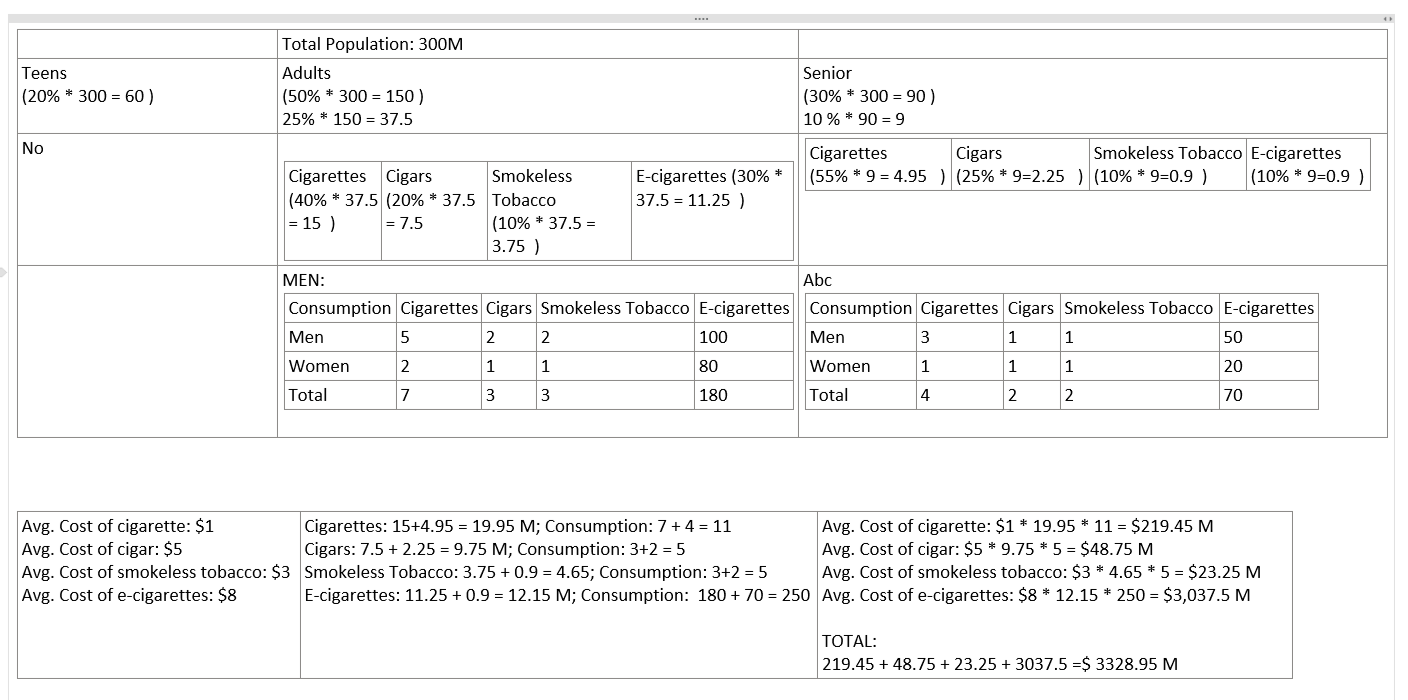 Total Population: 300M
Teens
(20% * 300 = 60 )
Adults
(50% * 300 = 150 )
25% * 150 = 37.5
Senior
(30% * 300 = 90 )
10 % * 90 = 9
No
Cigarettes
(40% * 37.5
= 15 )
Cigars
(20% * 37.5
= 7.5
Smokeless
Tobacco
(10% * 37.5 =
3.75 )
E-cigarettes (30% *
37.5 = 11.25 )
Cigarettes
(55% * 9 = 4.95 )
Cigars
(25% * 9=2.25 )
Smokeless Tobacco
(10% * 9=0.9 )
E-cigarettes
(10% * 9=0.9 )
MEN:
Consumption Cigarettes Cigars Smokeless Tobacco E-cigarettes
Men 5 2 2 100
Women 2 1 1 80
Total 7 3 3 180
Abc
Consumption Cigarettes Cigars Smokeless Tobacco E-cigarettes
Men 3 1 1 50
Women 1 1 1 20
Total 4 2 2 70
Avg. Cost of cigarette: $1
Avg. Cost of cigar: $5
Avg. Cost of smokeless tobacco: $3
Avg. Cost of e-cigarettes: $8
Cigarettes: 15+4.95 = 19.95 M; Consumption: 7 + 4 = 11
Cigars: 7.5 + 2.25 = 9.75 M; Consumption: 3+2 = 5
Smokeless Tobacco: 3.75 + 0.9 = 4.65; Consumption: 3+2 = 5
E-cigarettes: 11.25 + 0.9 = 12.15 M; Consumption: 180 + 70 = 250
Avg. Cost of cigarette: $1 * 19.95 * 11 = $219.45 M
Avg. Cost of cigar: $5 * 9.75 * 5 = $48.75 M
Avg. Cost of smokeless tobacco: $3 * 4.65 * 5 = $23.25 M
Avg. Cost of e-cigarettes: $8 * 12.15 * 250 = $3,037.5 M
TOTAL:
219.45 + 48.75 + 23.25 + 3037.5 =$ 3328.95 M